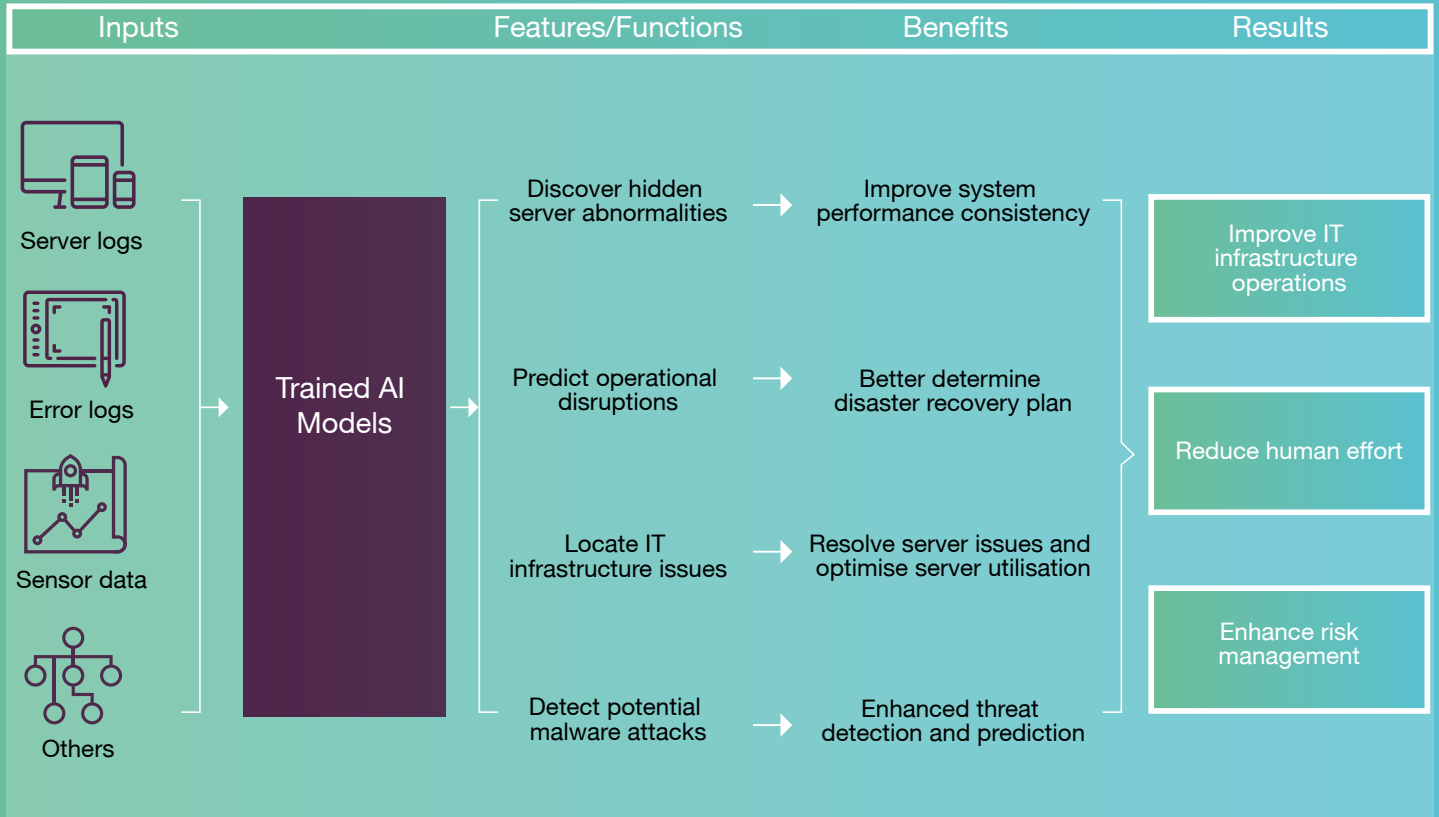 Inputs
Features/Functions
Benefits
Results
Server logs
Error logs
Sensor data
Others
Trained AI
Models
Discover hidden
server abnormalities
Improve system
performance consistency
Predict operational
disruptions
Better determine
disaster recovery plan
Locate IT
infrastructure issues
Resolve server issues and
optimise server utilisation
Detect potential
malware attacks
Enhanced threat
detection and prediction
Improve IT
infrastructure
operations
Reduce human effort
Enhance risk
management